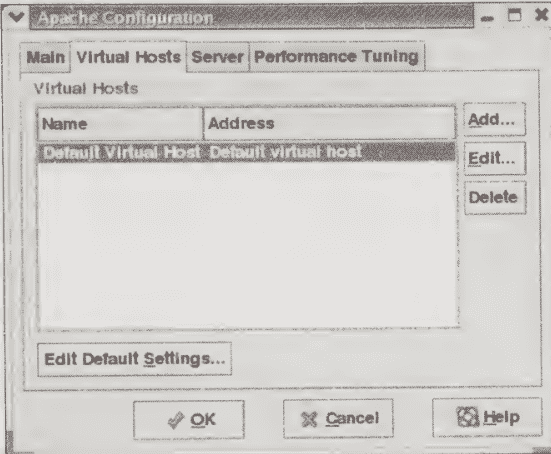 Apache Configuration
Main Virtual Hosts Server Performance Tuning
Virtual Hosts
Name Address Add...
Default Virtual Host Default virtual host Edit...
Delete
Edit Default Settings...
OK Cancel Help